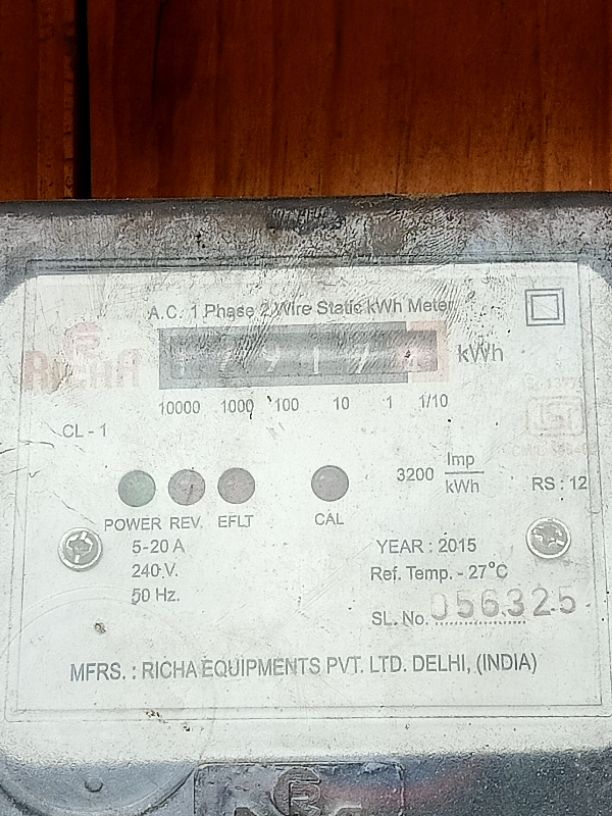 A.C. 1 Phase 2 Wire Static kWh Meter
RICHA
kWh
10000 1000 100 10 1 1/10
CL - 1
3200 Imp/kWh
RS : 12
POWER REV. EFLT CAL
5-20 A
240 V.
50 Hz.
YEAR : 2015
Ref. Temp. - 27°C
SL. No. 056325
MFRS. : RICHA EQUIPMENTS PVT. LTD. DELHI, (INDIA)